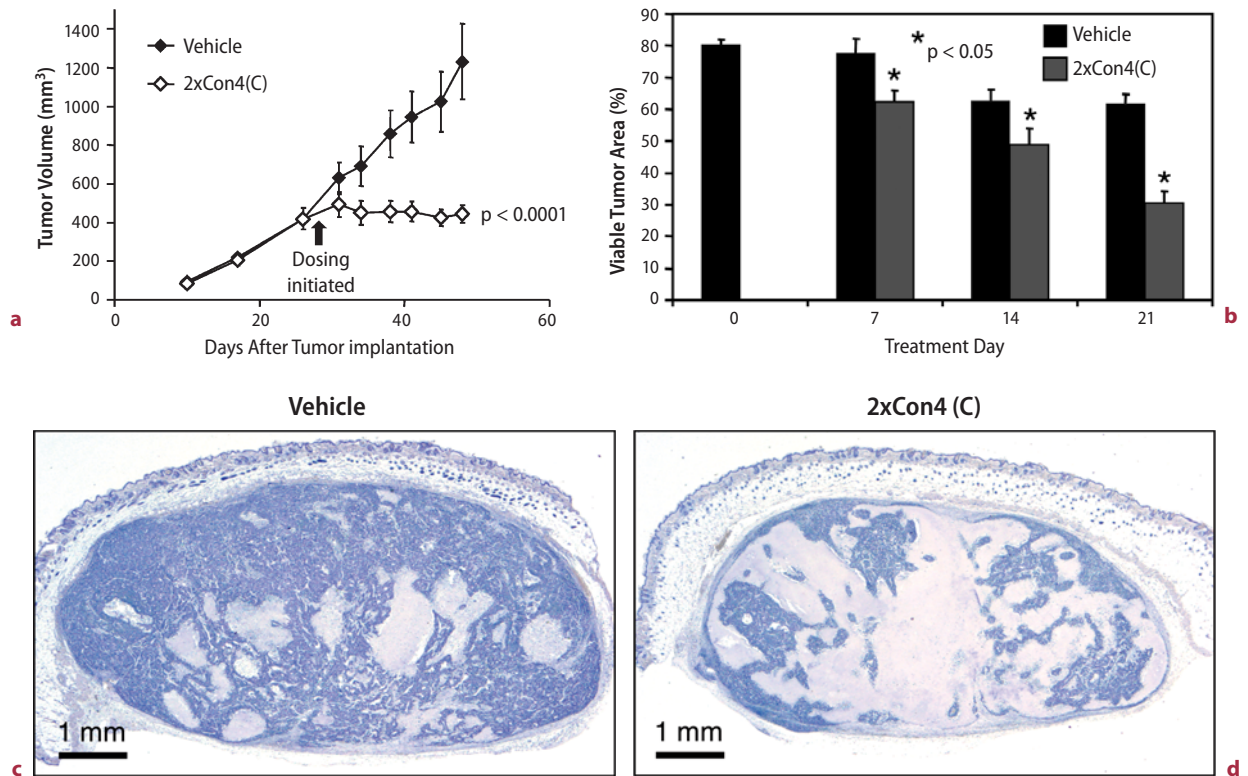 1400
1200
1000
800
600
400
200
0
Tumor Volume (mm³)
Vehicle
2xCon4(C)
p < 0.0001
Dosing
initiated
0 20 40 60
Days After Tumor implantation
a
90
80
70
60
50
40
30
20
10
0
Viable Tumor Area (%)
* p < 0.05
Vehicle
2xCon4(C)
*
*
*
0 7 14 21
Treatment Day
b
Vehicle
1 mm
c
2xCon4 (C)
1 mm
d